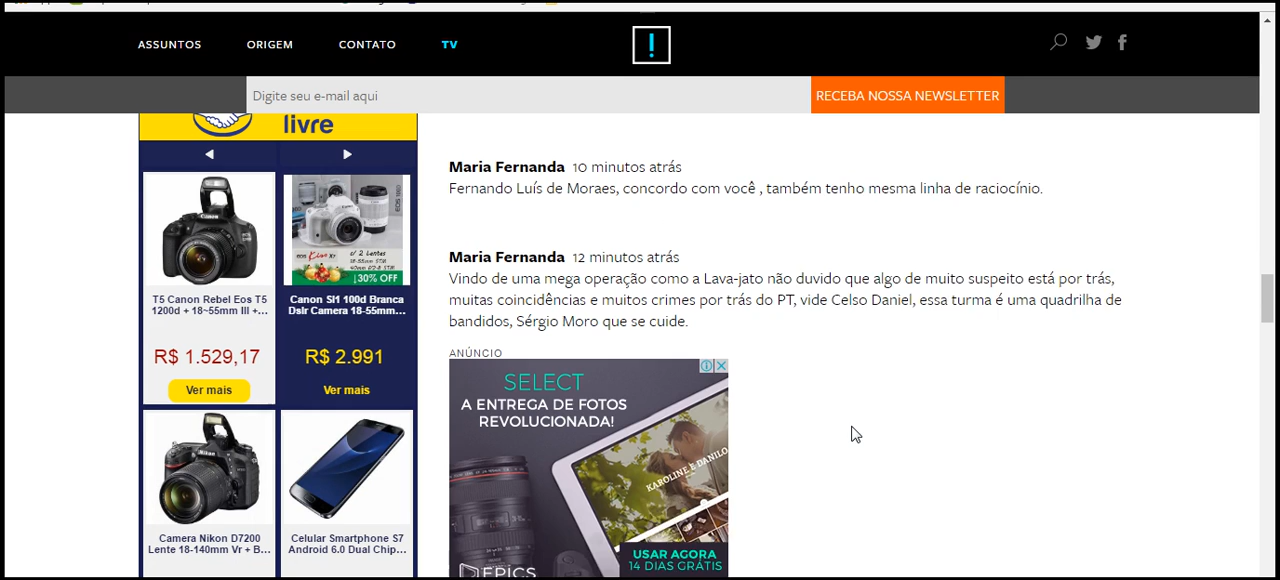 ASSUNTOS
ORIGEM
CONTATO
TV
!
Digite seu e-mail aqui
RECEBA NOSSA NEWSLETTER
livre
T5 Canon Rebel Eos T5
1200d + 18~55mm III +...
R$ 1.529,17
Ver mais
↓30% OFF
Canon Sl1 100d Branca
Dslr Camera 18-55mm...
R$ 2.991
Ver mais
Camera Nikon D7200
Lente 18-140mm Vr + B...
Celular Smartphone S7
Android 6.0 Dual Chip...
Maria Fernanda 10 minutos atrás
Fernando Luís de Moraes, concordo com você , também tenho mesma linha de raciocínio.
Maria Fernanda 12 minutos atrás
Vindo de uma mega operação como a Lava-jato não duvido que algo de muito suspeito está por trás,
muitas coincidências e muitos crimes por trás do PT, vide Celso Daniel, essa turma é uma quadrilha de
bandidos, Sérgio Moro que se cuide.
ANÚNCIO
SELECT
A ENTREGA DE FOTOS
REVOLUCIONADA!
KAROLINE E DANILO
USAR AGORA
14 DIAS GRÁTIS
EPICS